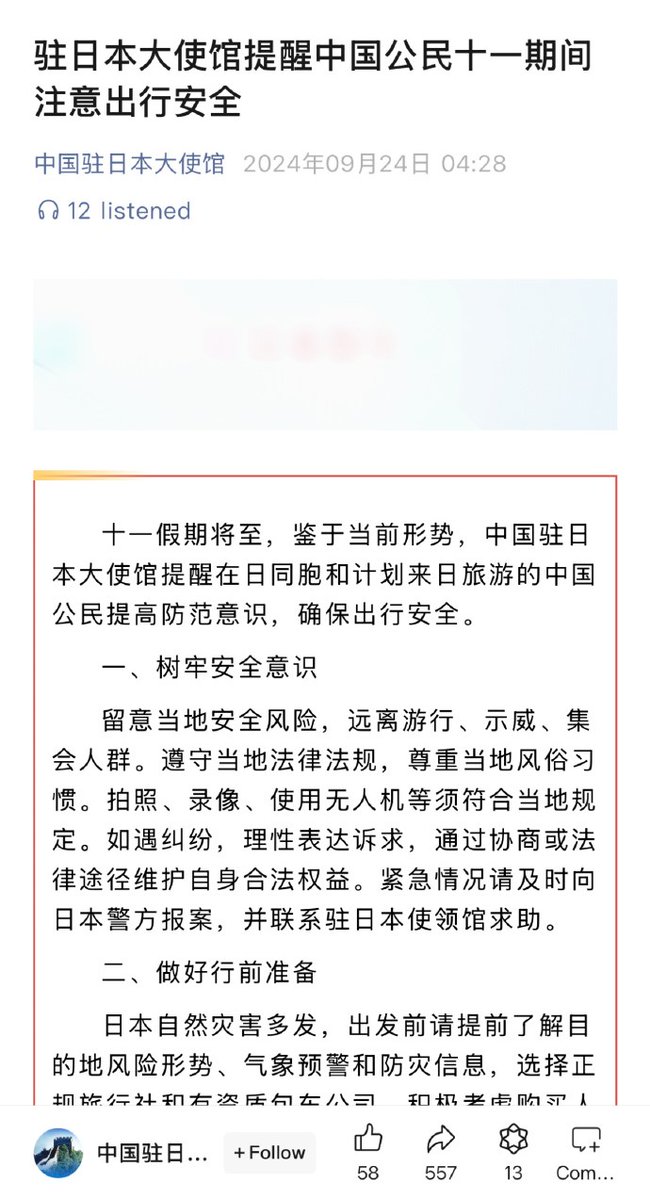 驻日本大使馆提醒中国公民十一期间
注意出行安全
中国驻日本大使馆 2024年09月24日 04:28
12 listened
十一假期将至，鉴于当前形势，中国驻日
本大使馆提醒在日同胞和计划来日旅游的中国
公民提高防范意识，确保出行安全。
一、树牢安全意识
留意当地安全风险，远离游行、示威、集
会人群。遵守当地法律法规，尊重当地风俗习
惯。拍照、录像、使用无人机等须符合当地规
定。如遇纠纷，理性表达诉求，通过协商或法
律途径维护自身合法权益。紧急情况请及时向
日本警方报案，并联系驻日本使领馆求助。
二、做好行前准备
日本自然灾害多发，出发前请提前了解目
的地风险形势、气象预警和防灾信息，选择正
规旅行社和有资质包车公司，积极考虑购买人
中国驻日... +Follow 58 557 13 Com...